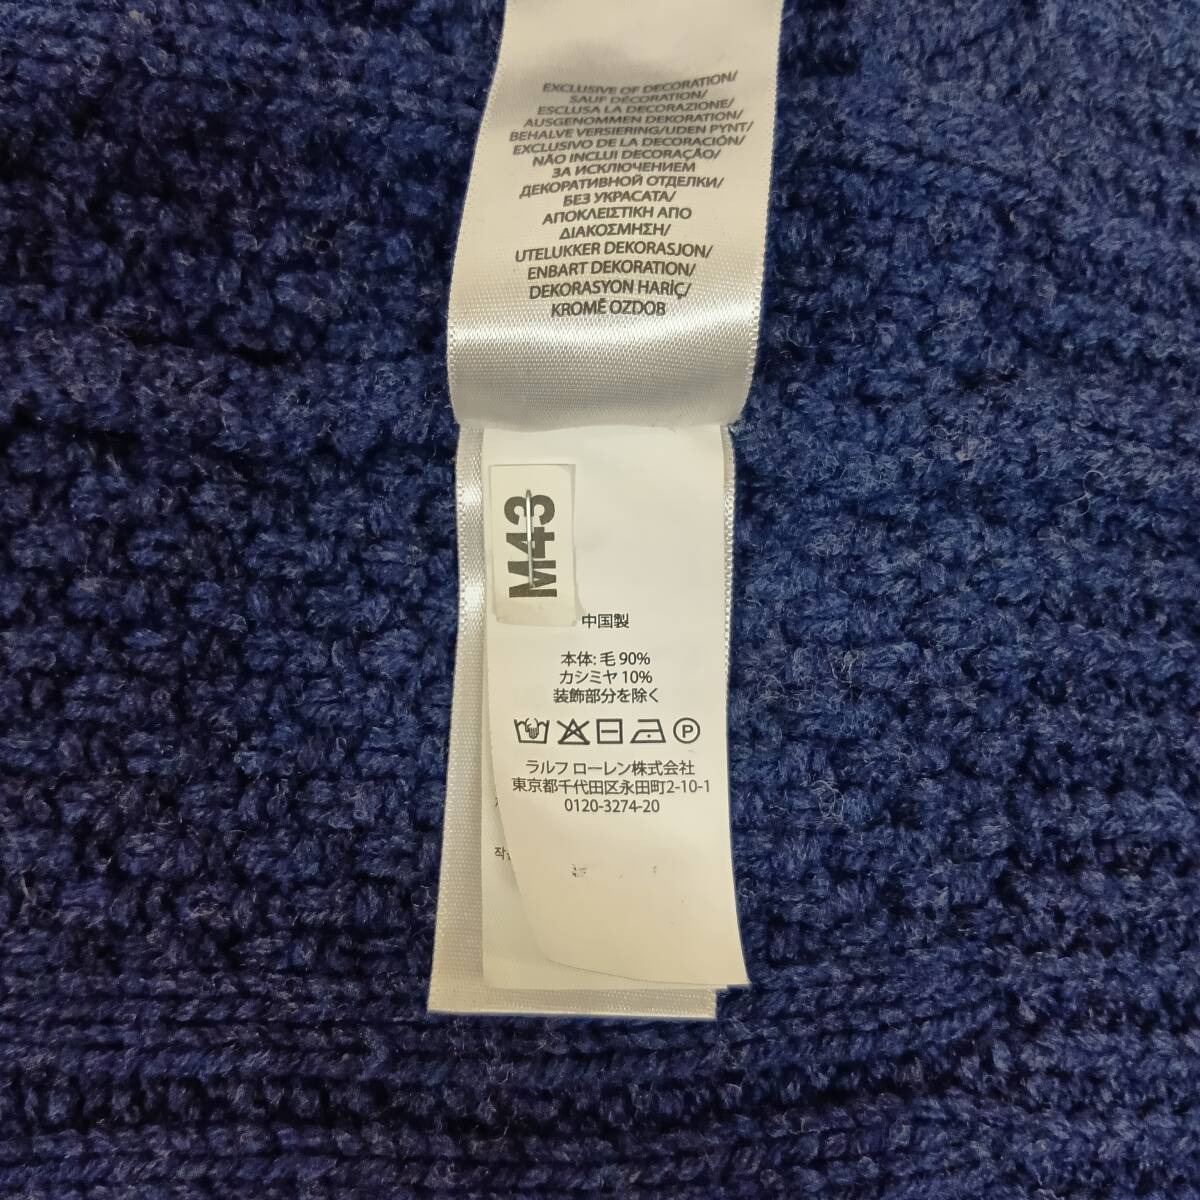 EXCLUSIVE OF DECORATION/
SAUF DÉCORATION/
ESCLUSA LA DECORAZIONE/
AUSGENOMMEN DEKORATION/
BEHALVE VERSIERING/UDEN PYNT/
EXCLUSIVO DE LA DECORACIÓN/
NÃO INCLUI DECORAÇÃO/
ЗА ИСКЛЮЧЕНИЕМ
ДЕКОРАТИВНОЙ ОТДЕЛКИ/
БЕЗ УКРАСАТА/
ΑΠΟΚΛΕΙΣΤΙΚΗ ΑΠΟ
ΔΙΑΚΟΣΜΗΣΗ/
UTELUKKER DEKORASJON/
ENBART DEKORATION/
DEKORASYON HARİÇ/
KROMĚ OZDOB
M43
中国製
本体: 毛 90%
カシミヤ 10%
装飾部分を除く
P
ラルフ ローレン株式会社
東京都千代田区永田町2-10-1
0120-3274-20